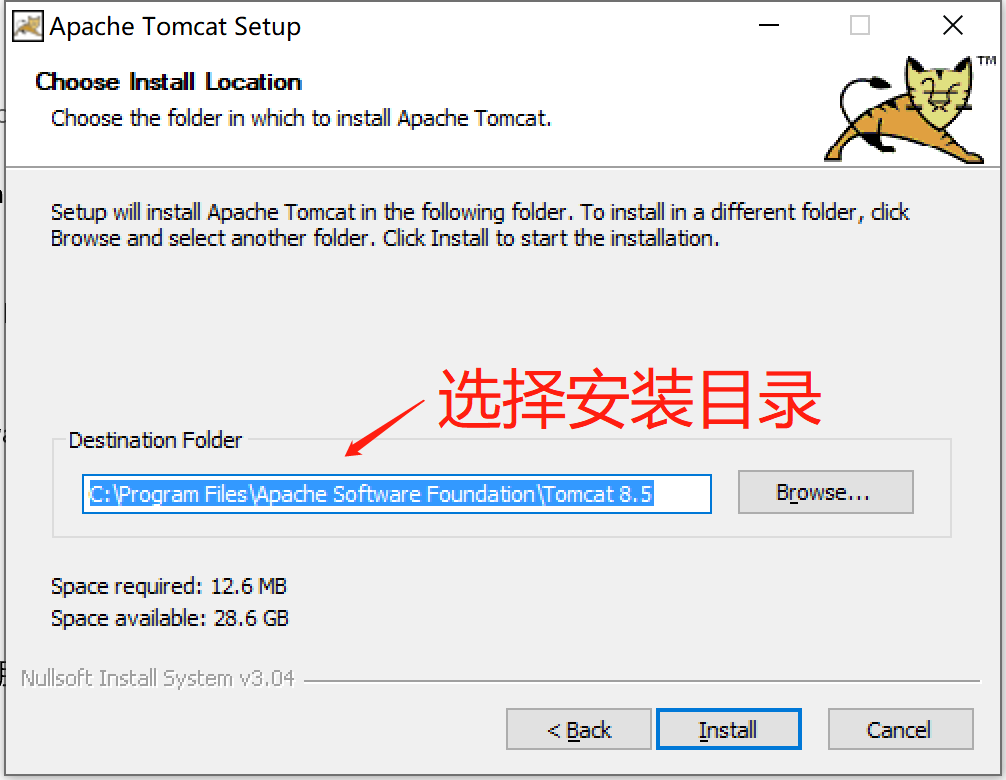 Apache Tomcat Setup
Choose Install Location
Choose the folder in which to install Apache Tomcat.
TM
Setup will install Apache Tomcat in the following folder. To install in a different folder, click
Browse and select another folder. Click Install to start the installation.
选择安装目录
Destination Folder
C:\Program Files\Apache Software Foundation\Tomcat 8.5
Browse...
Space required: 12.6 MB
Space available: 28.6 GB
Nullsoft Install System v3.04
< Back
Install
Cancel